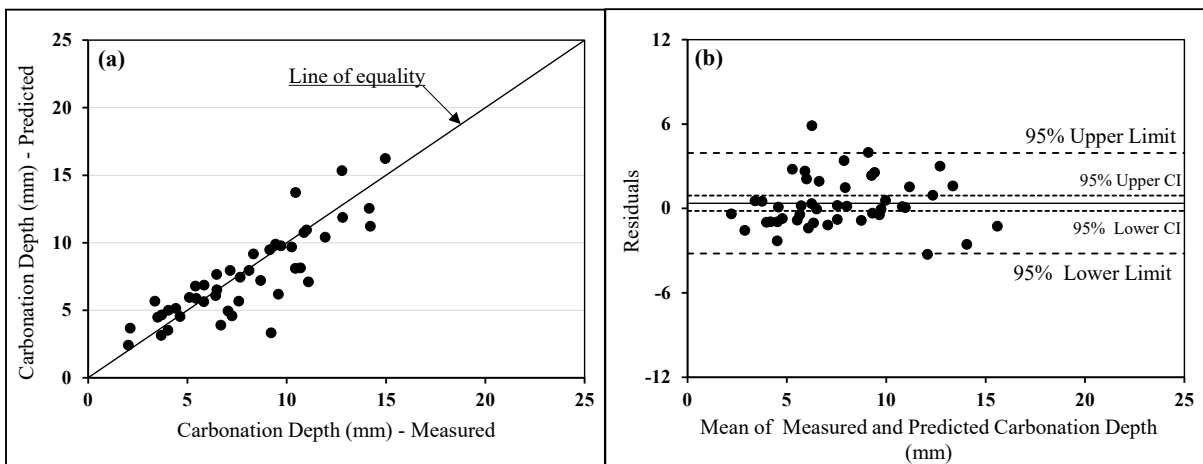 (a)
Line of equality
Carbonation Depth (mm) - Predicted
25
20
15
10
5
0
0 5 10 15 20 25
Carbonation Depth (mm) - Measured
(b)
95% Upper Limit
95% Upper CI
95% Lower CI
95% Lower Limit
Residuals
12
6
0
-6
-12
0 5 10 15 20 25
Mean of Measured and Predicted Carbonation Depth
(mm)